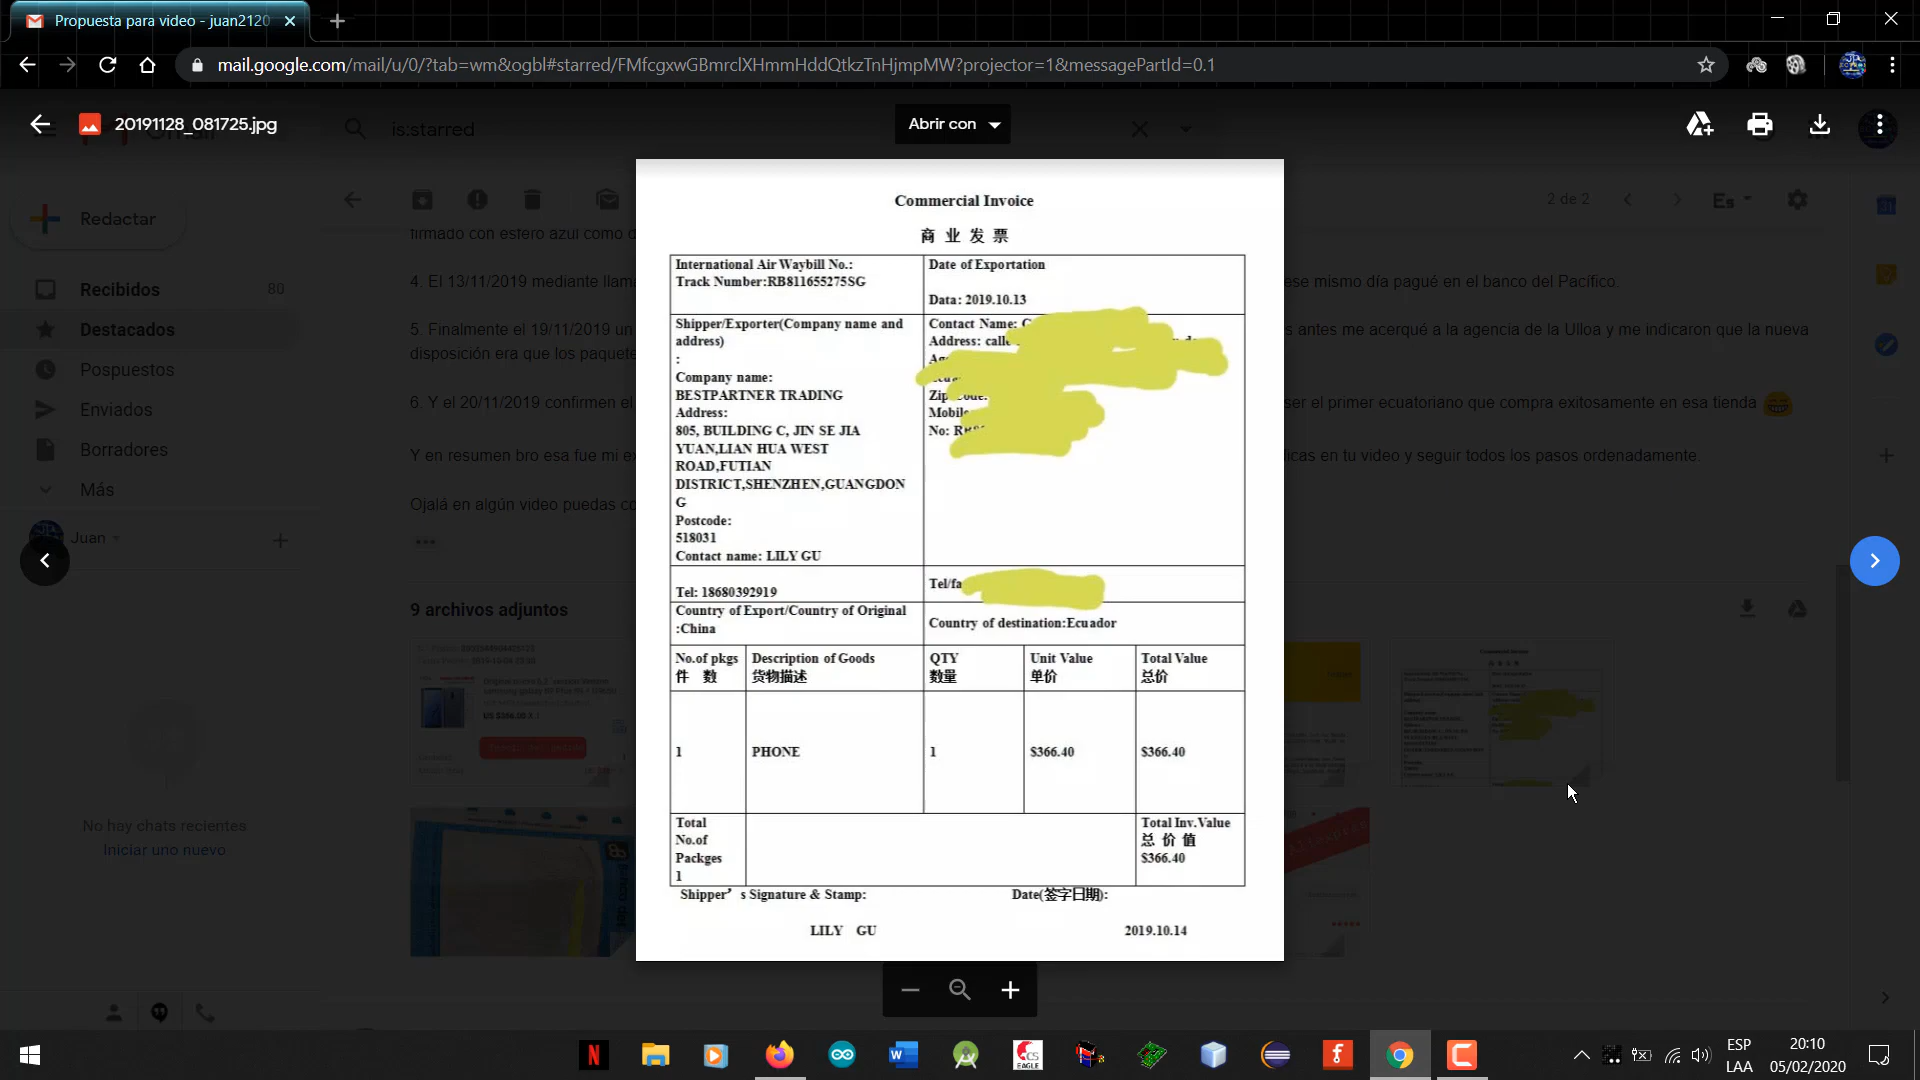 Propuesta para video - juan2120
mail.google.com/mail/u/0/?tab=wm&ogbl#starred/FMfcgxwGBmrclXHmmHddQtkzTnHjmpMW?projector=1&messagePartId=0.1
20191128_081725.jpg
is:starred
Abrir con
Redactar
2 de 2
Es
firmado con esfero azul como
Recibidos 80
Destacados
Pospuestos
Enviados
Borradores
Más
Juan
4. El 13/11/2019 mediante
ese mismo día pagué en el banco del Pacífico.
5. Finalmente el 19/11/2019 un
antes me acerqué a la agencia de la Ulloa y me indicaron que la nueva
disposición era que los
6. Y el 20/11/2019 confirmen el
ser el primer ecuatoriano que compra exitosamente en esa tienda
Y en resumen bro esa fue mi
en tu video y seguir todos los pasos ordenadamente.
Ojalá en algún video puedas
9 archivos adjuntos
No hay chats recientes
Iniciar uno nuevo
Commercial Invoice
商 业 发 票
International Air Waybill No.:
Track Number:RB811655275SG
Date of Exportation
Data: 2019.10.13
Shipper/Exporter(Company name and
address)
:
Company name:
BESTPARTNER TRADING
Address:
805, BUILDING C, JIN SE JIA
YUAN,LIAN HUA WEST
ROAD,FUTIAN
DISTRICT,SHENZHEN,GUANGDON
G
Postcode:
518031
Contact name: LILY GU
Contact Name:
Address:
Zip
Mobile
No:
Tel: 18680392919
Country of Export/Country of Original
:China
Country of destination:Ecuador
No.of pkgs
件 数
Description of Goods
货物描述
QTY
数量
Unit Value
单价
Total Value
总价
1 PHONE 1 $366.40 $366.40
Total
No.of
Packges
1
Total Inv.Value
总 价 值
$366.40
Shipper’s Signature & Stamp:
Date(签字日期):
LILY GU
2019.10.14
ESP
LAA
20:10
05/02/2020